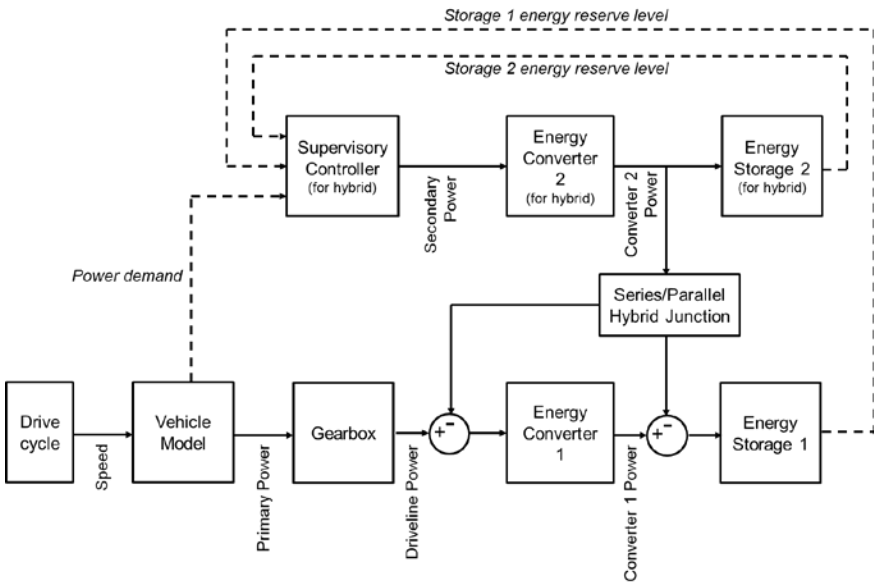 Storage 1 energy reserve level
Storage 2 energy reserve level
Supervisory
Controller
(for hybrid)
Secondary
Power
Energy
Converter
2
(for hybrid)
Converter 2
Power
Energy
Storage 2
(for hybrid)
Power demand
Series/Parallel
Hybrid Junction
Drive
cycle
Speed
Vehicle
Model
Primary Power
Gearbox
Driveline Power
+ -
Energy
Converter
1
Converter 1 Power
+ -
Energy
Storage 1